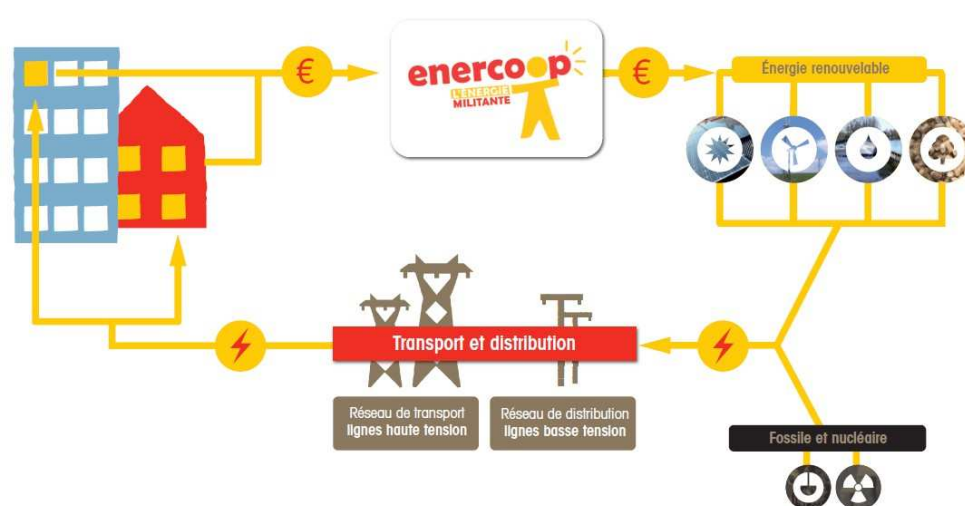 €
enercoop
L'ÉNERGIE
MILITANTE
€
Énergie renouvelable
Transport et distribution
Réseau de transport
lignes haute tension
Réseau de distribution
lignes basse tension
Fossile et nucléaire